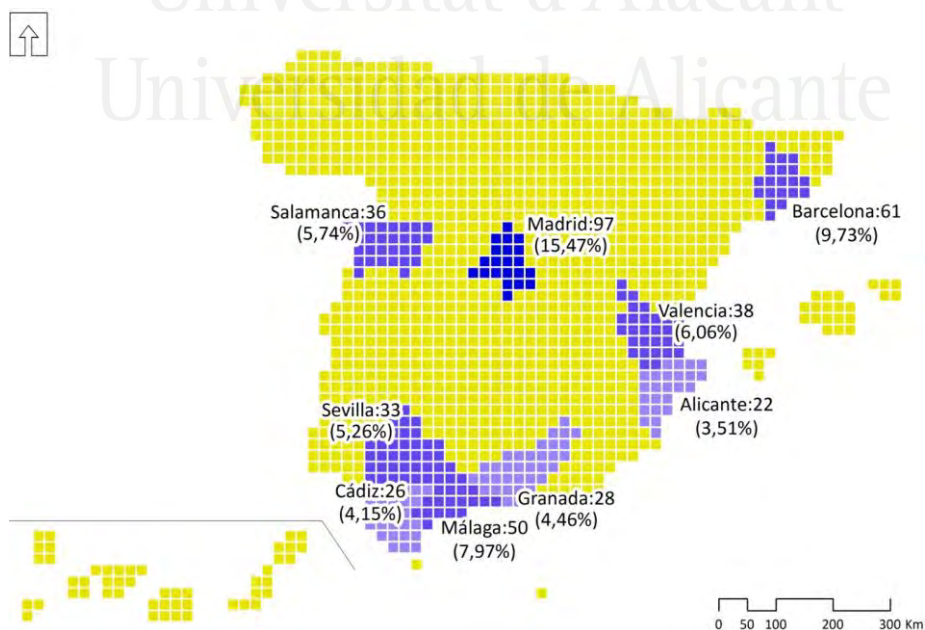 Universitat d'Alacant
Universidad de Alicante
Salamanca:36
(5,74%)
Madrid:97
(15,47%)
Barcelona:61
(9,73%)
Valencia:38
(6,06%)
Alicante:22
(3,51%)
Sevilla:33
(5,26%)
Cádiz:26
(4,15%)
Granada:28
(4,46%)
Málaga:50
(7,97%)
0 50 100 200 300 Km